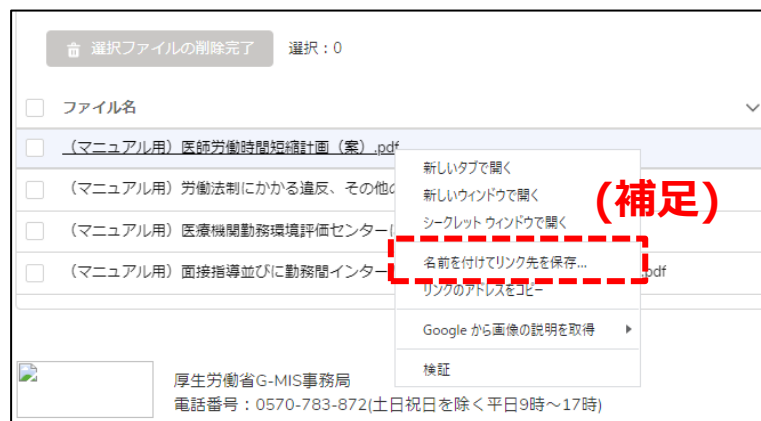 選択ファイルの削除完了 選択：0
ファイル名
（マニュアル用）医師労働時間短縮計画（案）.pdf
（マニュアル用）労働法制にかかる違反、その他
（マニュアル用）医療機関勤務環境評価センター
（マニュアル用）面接指導並びに勤務間インター
pdf
新しいタブで開く
新しいウィンドウで開く
シークレット ウィンドウで開く
名前を付けてリンク先を保存...
リンクのアドレスをコピー
Google から画像の説明を取得
検証
(補足)
厚生労働省G-MIS事務局
電話番号：0570-783-872(土日祝日を除く平日9時～17時)